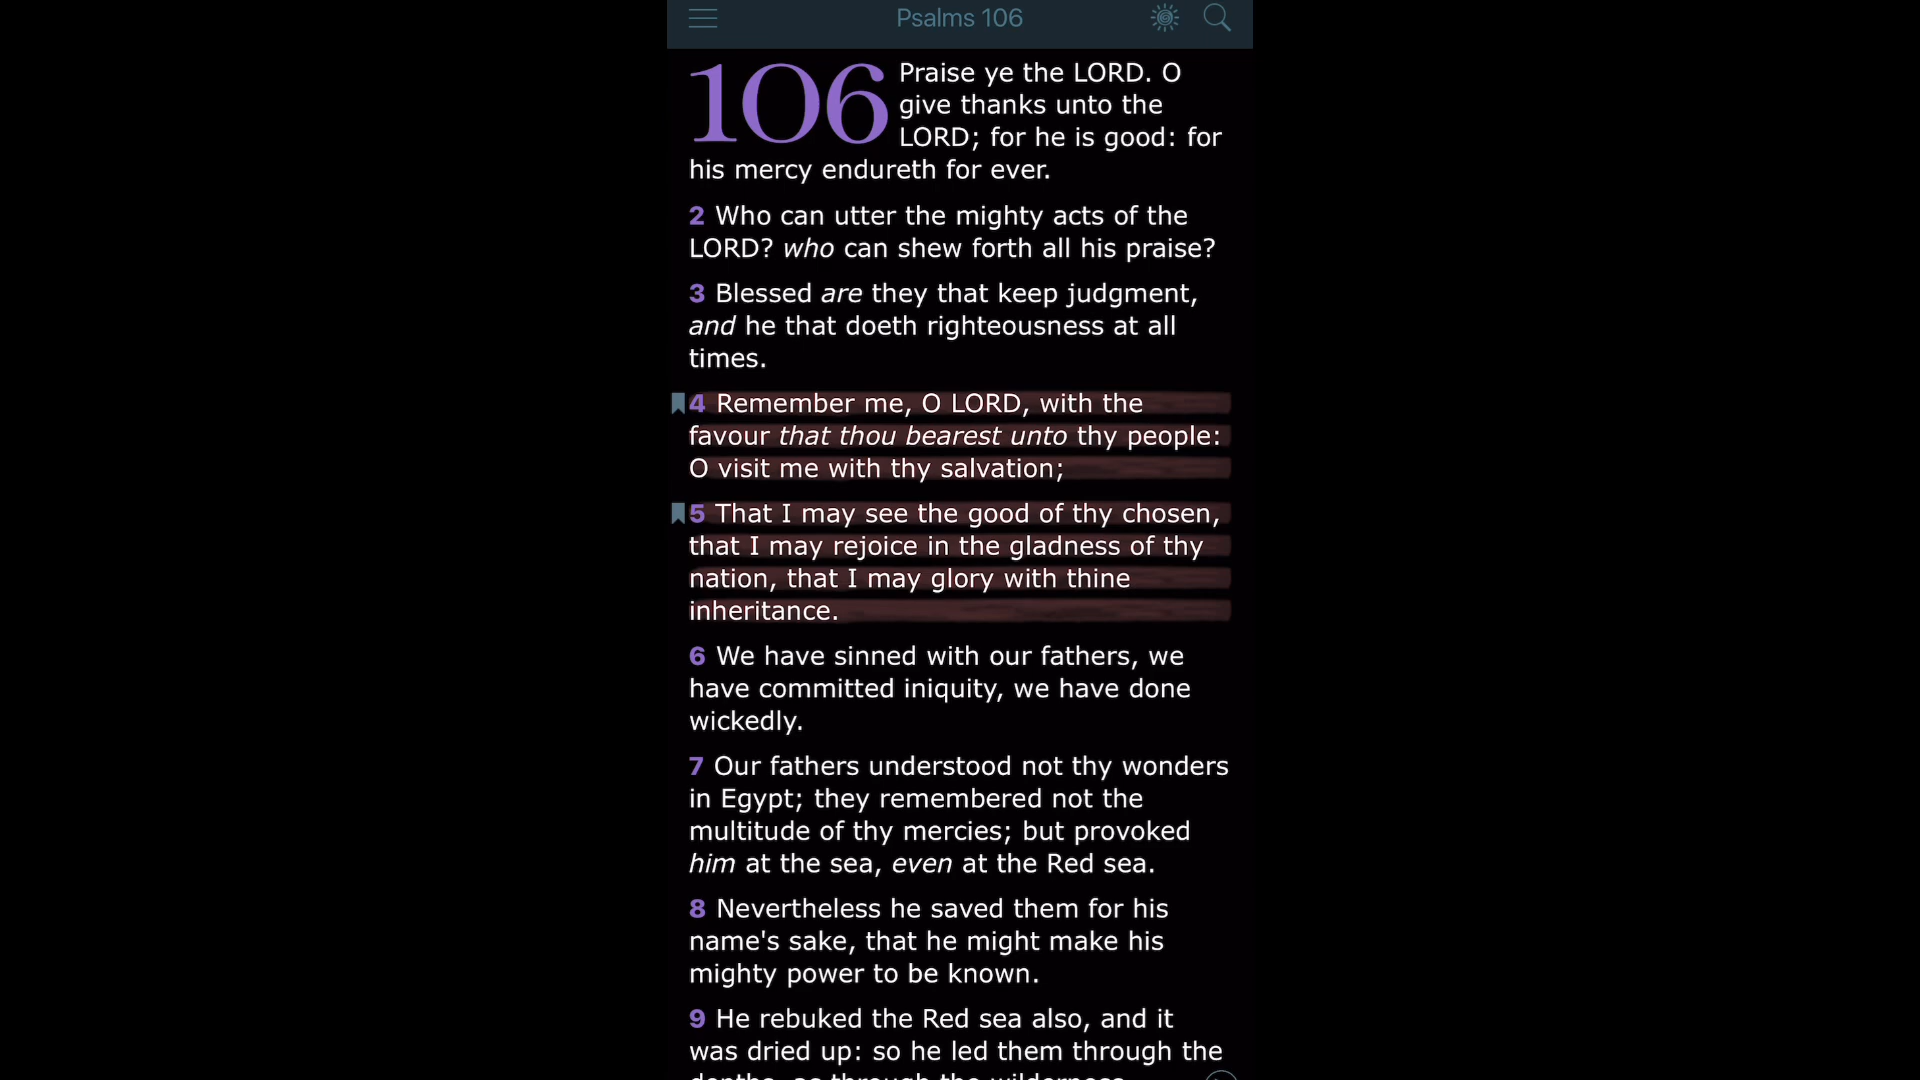 Psalms 106
106 Praise ye the LORD. O
give thanks unto the
LORD; for he is good: for
his mercy endureth for ever.
2 Who can utter the mighty acts of the
LORD? who can shew forth all his praise?
3 Blessed are they that keep judgment,
and he that doeth righteousness at all
times.
4 Remember me, O LORD, with the
favour that thou bearest unto thy people:
O visit me with thy salvation;
5 That I may see the good of thy chosen,
that I may rejoice in the gladness of thy
nation, that I may glory with thine
inheritance.
6 We have sinned with our fathers, we
have committed iniquity, we have done
wickedly.
7 Our fathers understood not thy wonders
in Egypt; they remembered not the
multitude of thy mercies; but provoked
him at the sea, even at the Red sea.
8 Nevertheless he saved them for his
name's sake, that he might make his
mighty power to be known.
9 He rebuked the Red sea also, and it
was dried up: so he led them through the
depths, as through the wilderness.